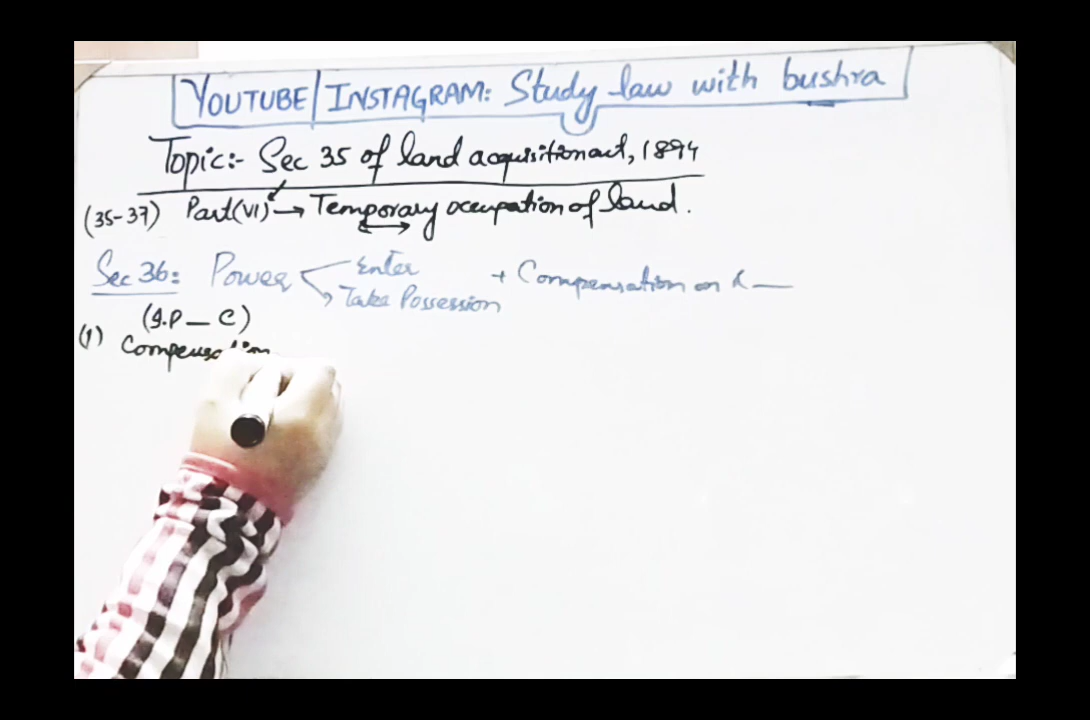 YOUTUBE/INSTAGRAM: Study law with bushra
Topic:- Sec 35 of land acquisition act, 1894
(35-37) Part(VI) → Temporary occupation of land.
Sec 36: Power Enter + Compensation on
Take Possession
(I.P — C)
(1) Compensation